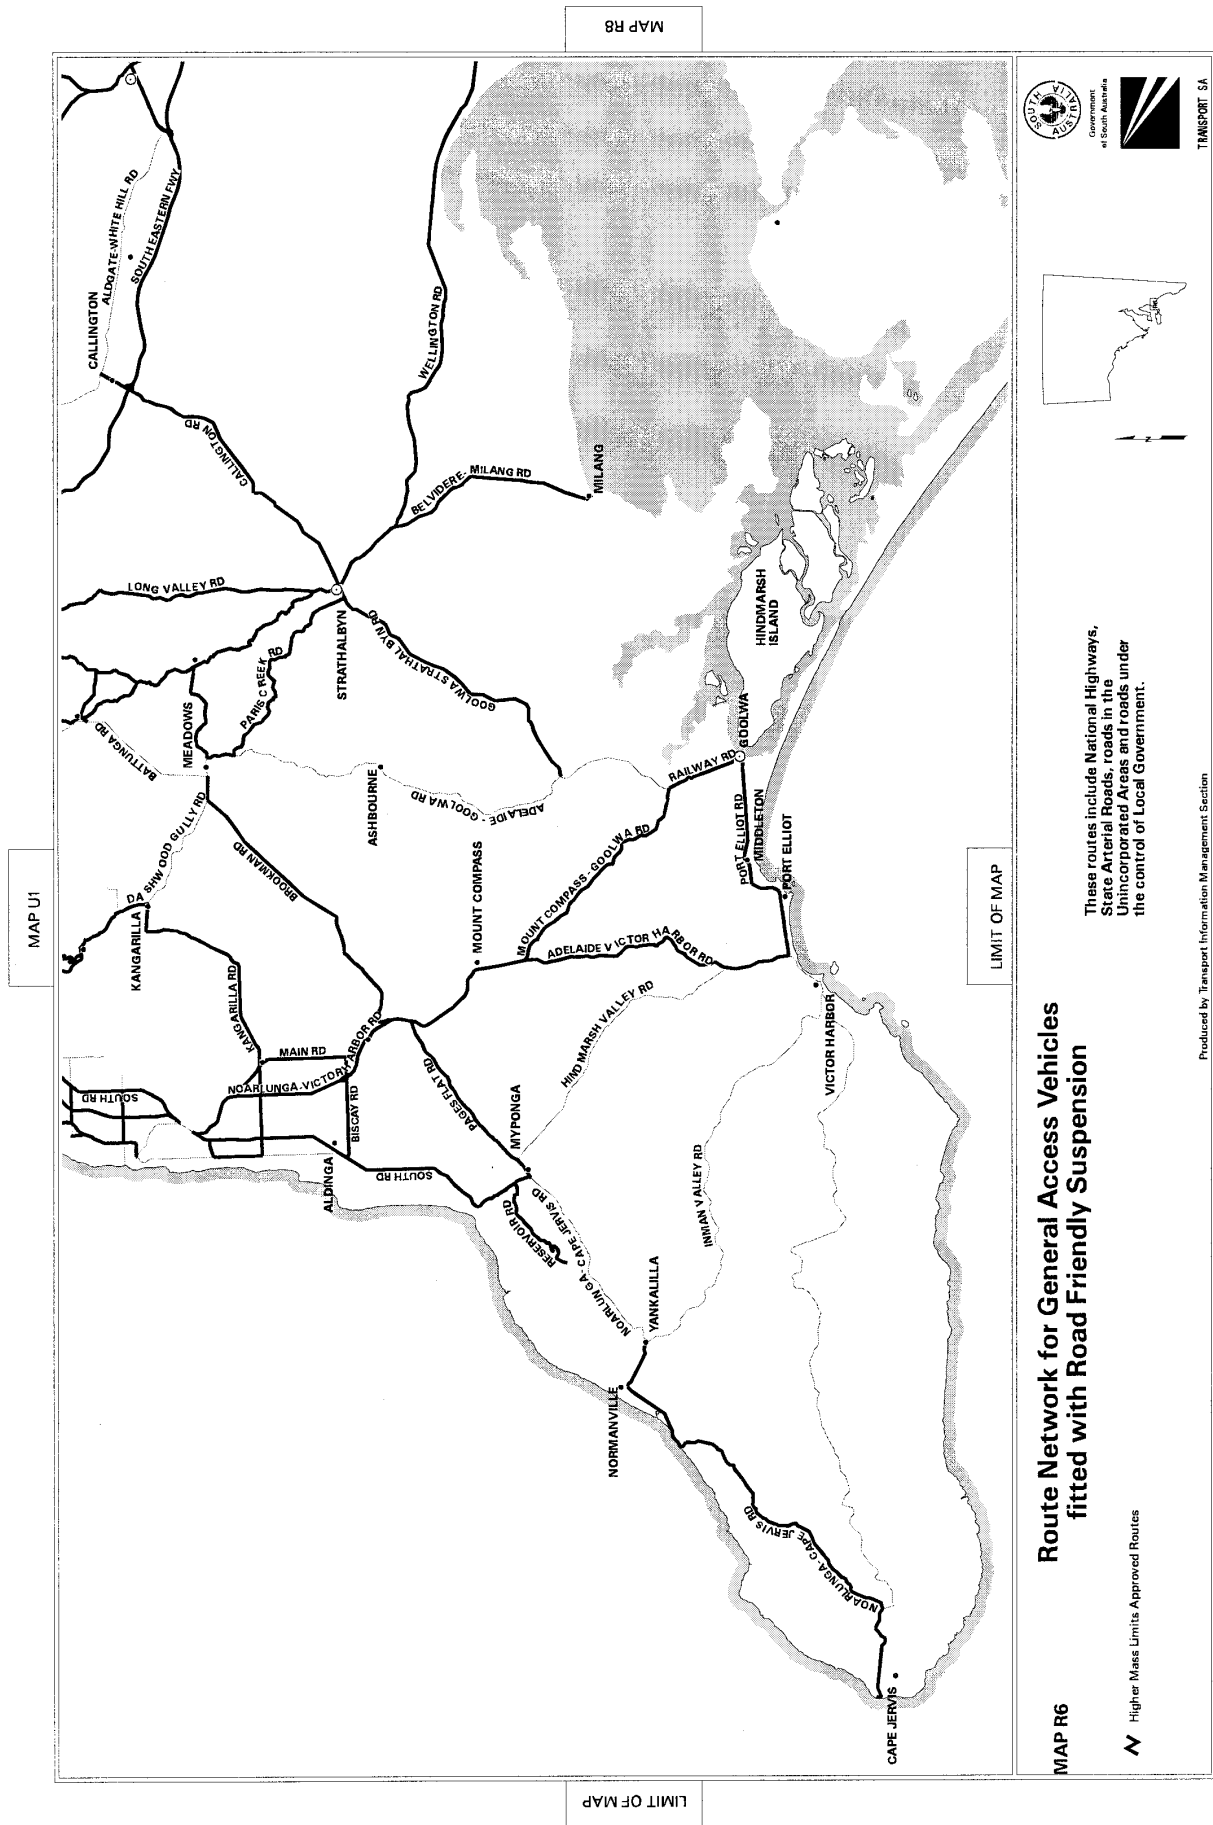 MAP R8
MAP U1
LIMIT OF MAP
LIMIT OF MAP
CALLINGTON
ALDGATE-WHITE HILL RD
SOUTH EASTERN FWY
CALLINGTON RD
WELLINGTON RD
BELVIDERE- MILANG RD
MILANG
LONG VALLEY RD
STRATHALBYN
PARIS CREEK RD
GOOLWA STRATHALBYN RD
HINDMARSH
ISLAND
BATTUNGA RD
MEADOWS
ASHBOURNE
ADELAIDE - GOOLWA RD
RAILWAY RD
GOOLWA
DASHWOOD GULLY RD
BROOKMAN RD
MOUNT COMPASS
MOUNT COMPASS - GOOLWA RD
PORT ELLIOT RD
MIDDLETON
PORT ELLIOT
KANGARILLA
KANGARILLA RD
ADELAIDE VICTOR HARBOR RD
MAIN RD
NOARLUNGA-VICTOR HARBOR RD
HINDMARSH VALLEY RD
VICTOR HARBOR
SOUTH RD
BISCAY RD
PAGES FLAT RD
MYPONGA
ALDINGA
SOUTH RD
RESERVOIR RD
NOARLUNGA - CAPE JERVIS RD
INMAN VALLEY RD
YANKALILLA
NORMANVILLE
NOARLUNGA - CAPE JERVIS RD
CAPE JERVIS
MAP R6
Route Network for General Access Vehicles
fitted with Road Friendly Suspension
Higher Mass Limits Approved Routes
These routes include National Highways,
State Arterial Roads, roads in the
Unincorporated Areas and roads under
the control of Local Government.
Produced by Transport Information Management Section
N
SOUTH AUSTRALIA
Government
of South Australia
TRANSPORT SA